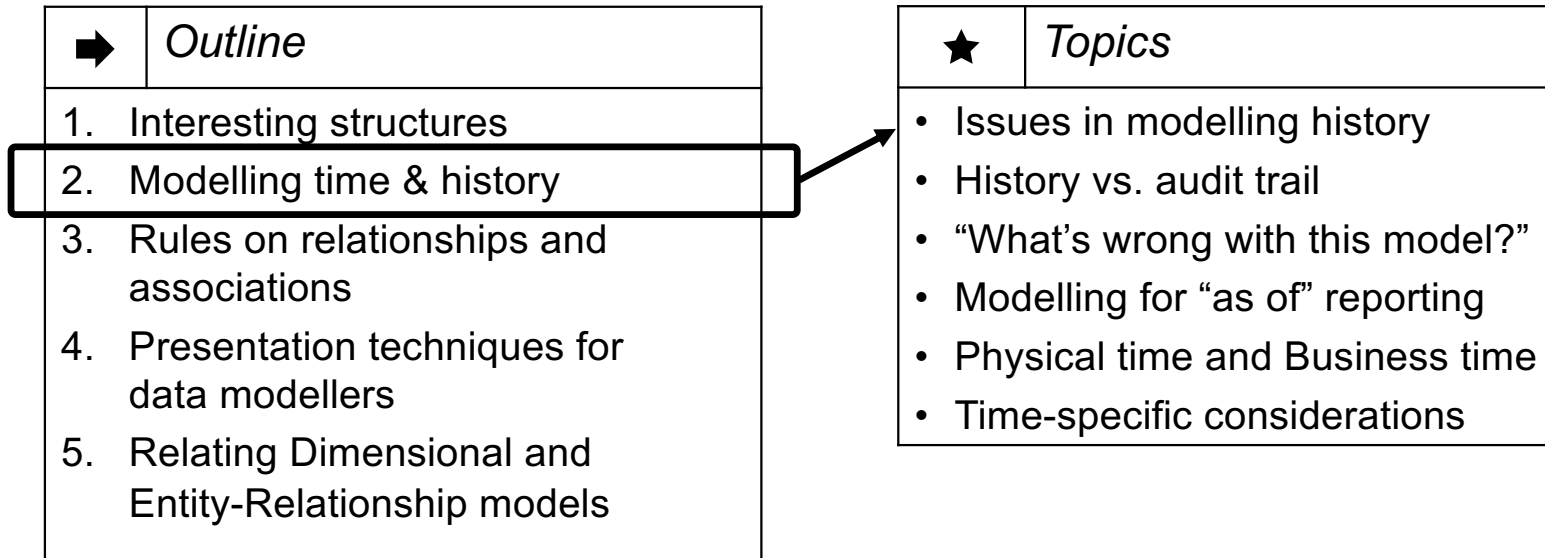 Outline
1. Interesting structures
2. Modelling time & history
3. Rules on relationships and
associations
4. Presentation techniques for
data modellers
5. Relating Dimensional and
Entity-Relationship models
Topics
• Issues in modelling history
• History vs. audit trail
• “What’s wrong with this model?”
• Modelling for “as of” reporting
• Physical time and Business time
• Time-specific considerations